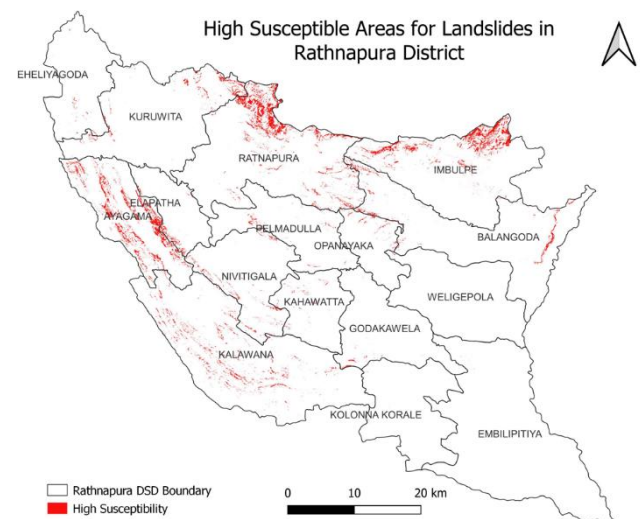 High Susceptible Areas for Landslides in
Rathnapura District
EHELIYAGODA
KURUWITA
RATNAPURA
IMBULPE
ELAPATHA
AYAGAMA
PELMADULLA
OPANAYAKA
BALANGODA
NIVITIGALA
KAHAWATTA
WELIGEPOLA
GODAKAWELA
KALAWANA
KOLONNA KORALE
EMBILIPITIYA
Rathnapura DSD Boundary
High Susceptibility
0 10 20 km